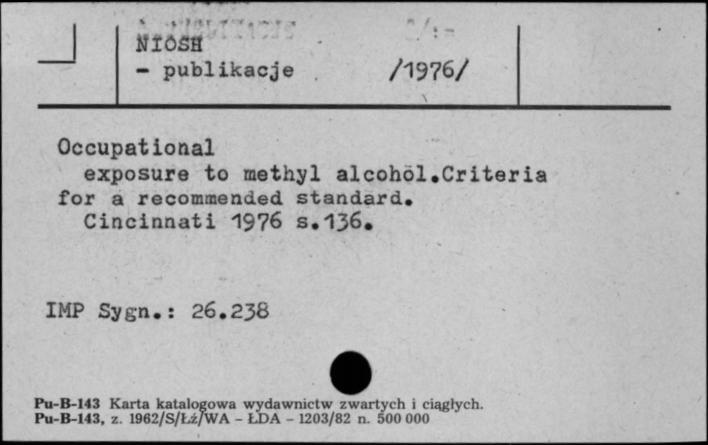 NIOSH
- publikacje /1976/
Occupational
exposure to methyl alcohol.Criteria
for a recommended standard.
Cincinnati 1976 s.136.
IMP Sygn.: 26.238
Pu-B-143 Karta katalogowa wydawnictw zwartych i ciągłych.
Pu-B-143, z. 1962/S/Łż/WA - ŁDA - 1203/82 n. 500 000